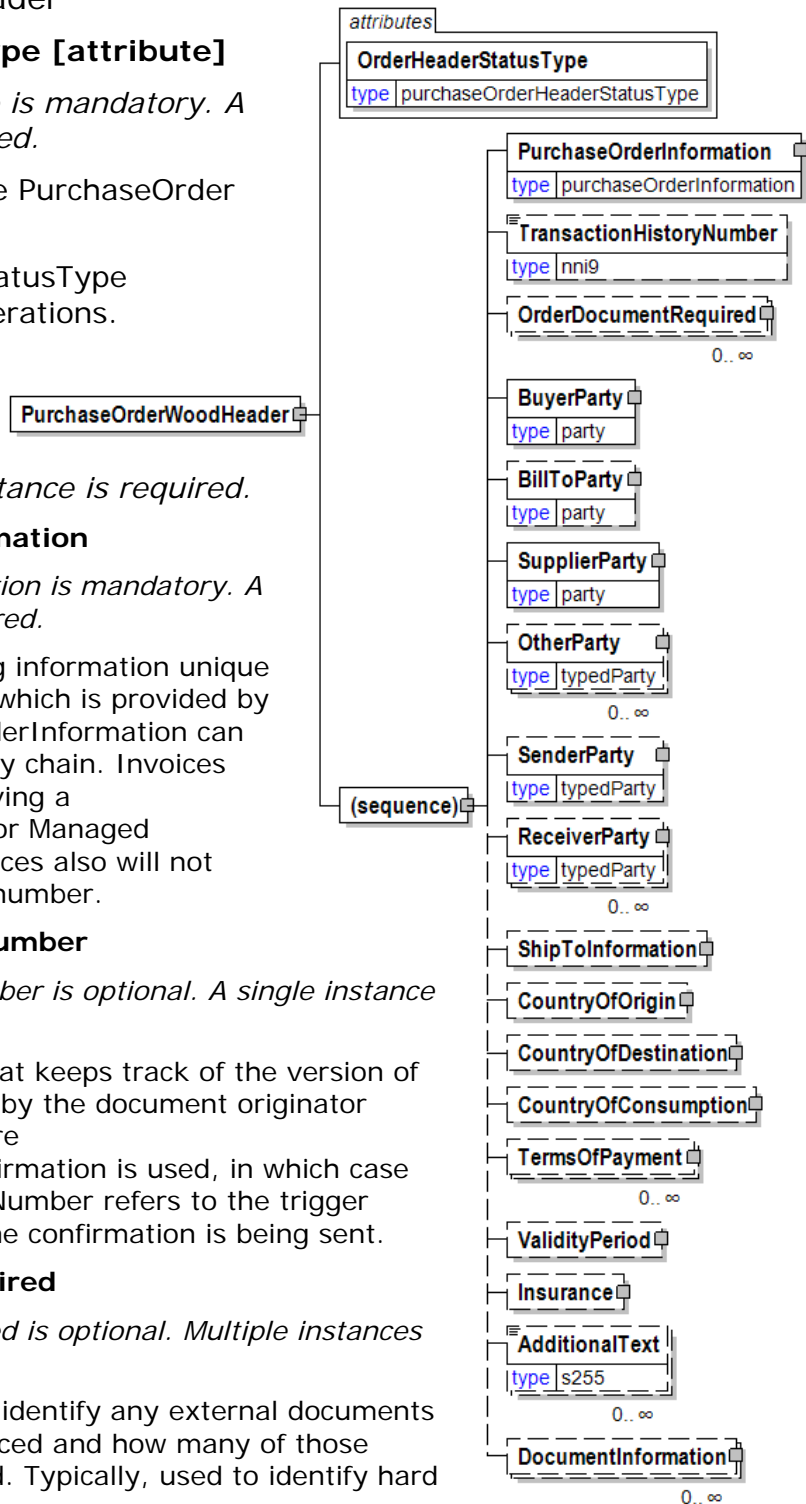 ader
ype [attribute]
e is mandatory. A
ed.
e PurchaseOrder
atusType
erations.
tance is required.
mation
tion is mandatory. A
red.
g information unique
which is provided by
derInformation can
ly chain. Invoices
ving a
or Managed
ices also will not
number.
umber
ber is optional. A single instance
at keeps track of the version of
by the document originator
re
firmation is used, in which case
Number refers to the trigger
he confirmation is being sent.
ired
ed is optional. Multiple instances
identify any external documents
ced and how many of those
d. Typically, used to identify hard
PurchaseOrderWoodHeader
attributes
OrderHeaderStatusType
type purchaseOrderHeaderStatusType
(sequence)
PurchaseOrderInformation
type purchaseOrderInformation
TransactionHistoryNumber
type nni9
OrderDocumentRequired
0.. ∞
BuyerParty
type party
BillToParty
type party
SupplierParty
type party
OtherParty
type typedParty
0.. ∞
SenderParty
type typedParty
ReceiverParty
type typedParty
0.. ∞
ShipToInformation
CountryOfOrigin
CountryOfDestination
CountryOfConsumption
TermsOfPayment
0.. ∞
ValidityPeriod
Insurance
AdditionalText
type s255
0.. ∞
DocumentInformation
0.. ∞